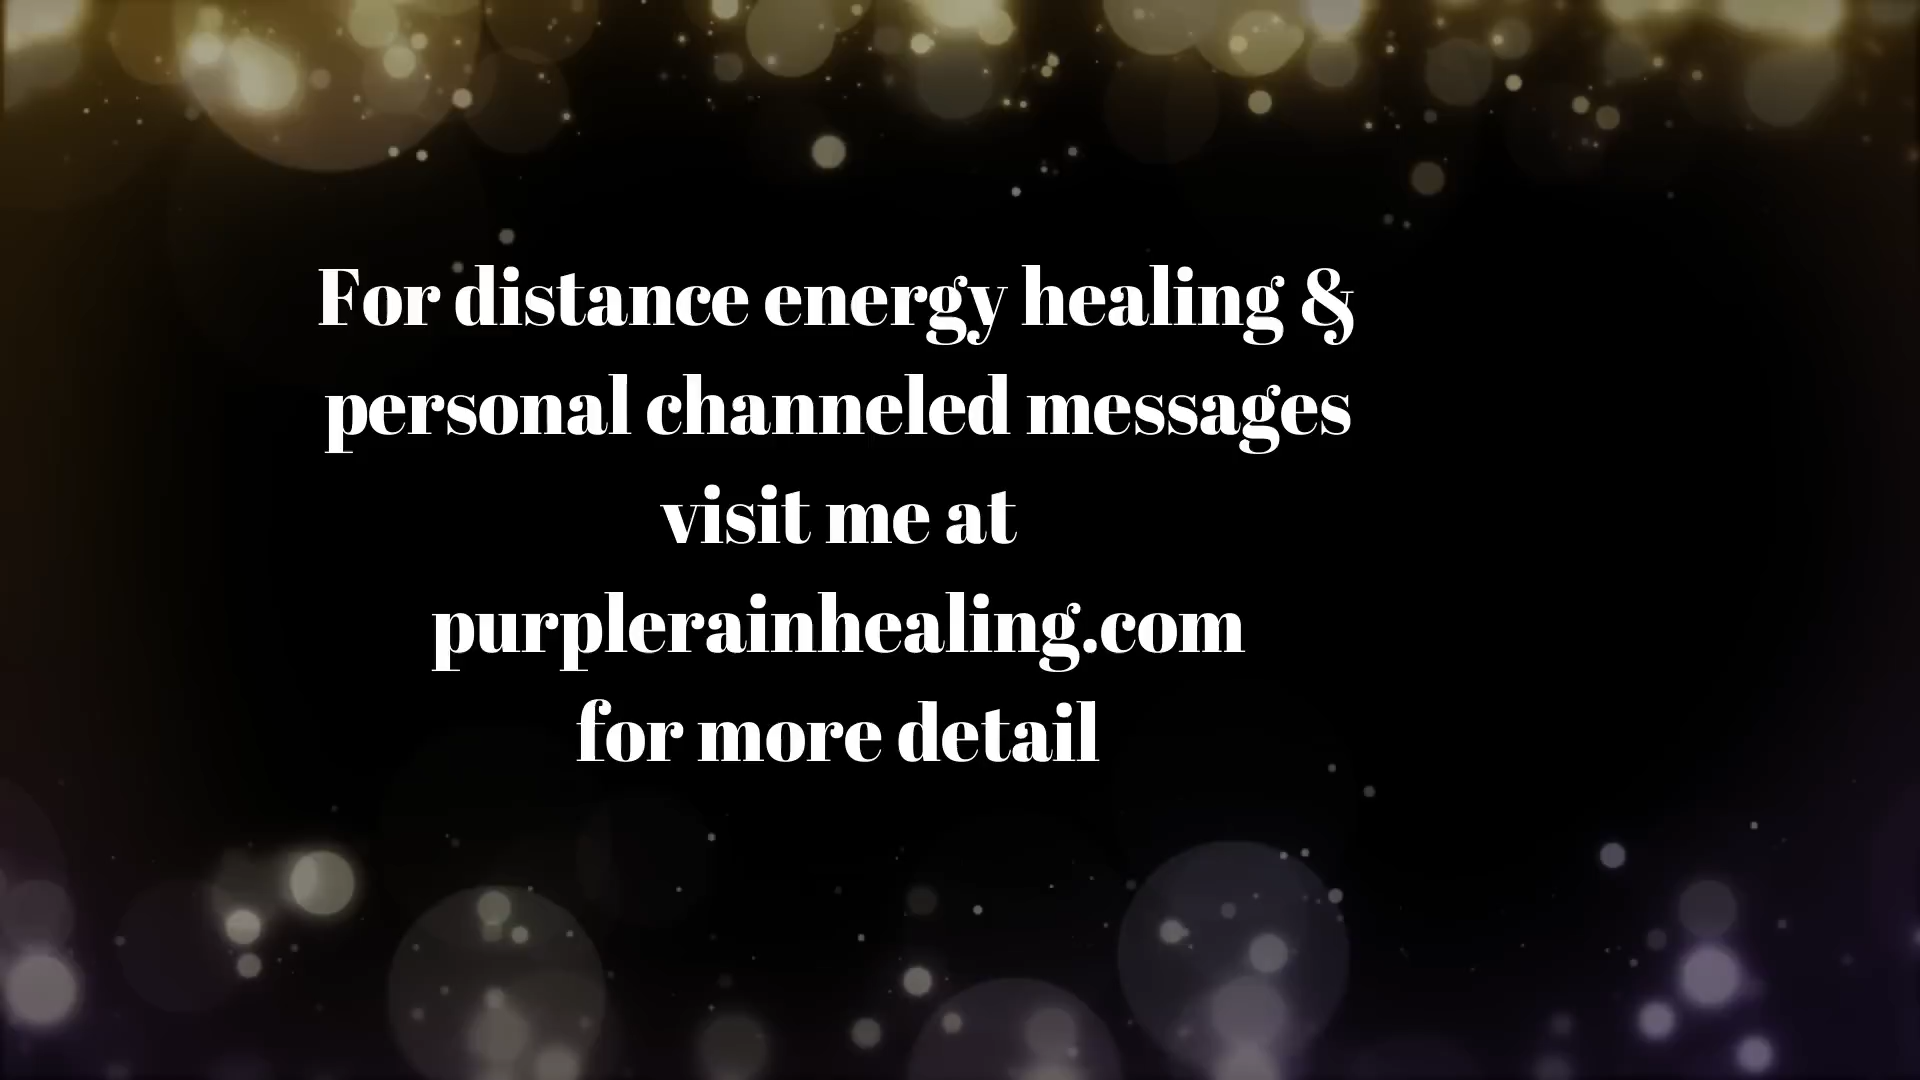 For distance energy healing &
personal channeled messages
visit me at
purplerainhealing.com
for more detail